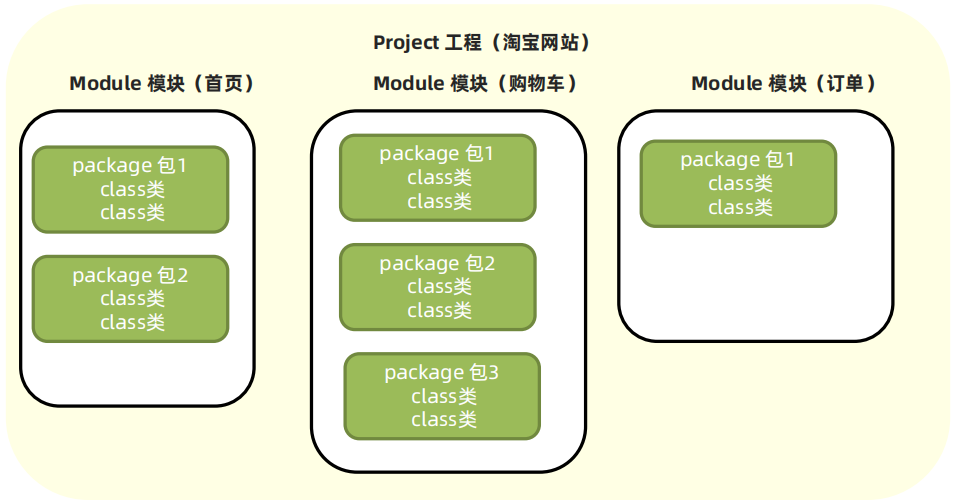 Project 工程（淘宝网站）
Module 模块（首页）
package 包1
class类
class类
package 包2
class类
class类
Module 模块（购物车）
package 包1
class类
class类
package 包2
class类
class类
package 包3
class类
class类
Module 模块（订单）
package 包1
class类
class类